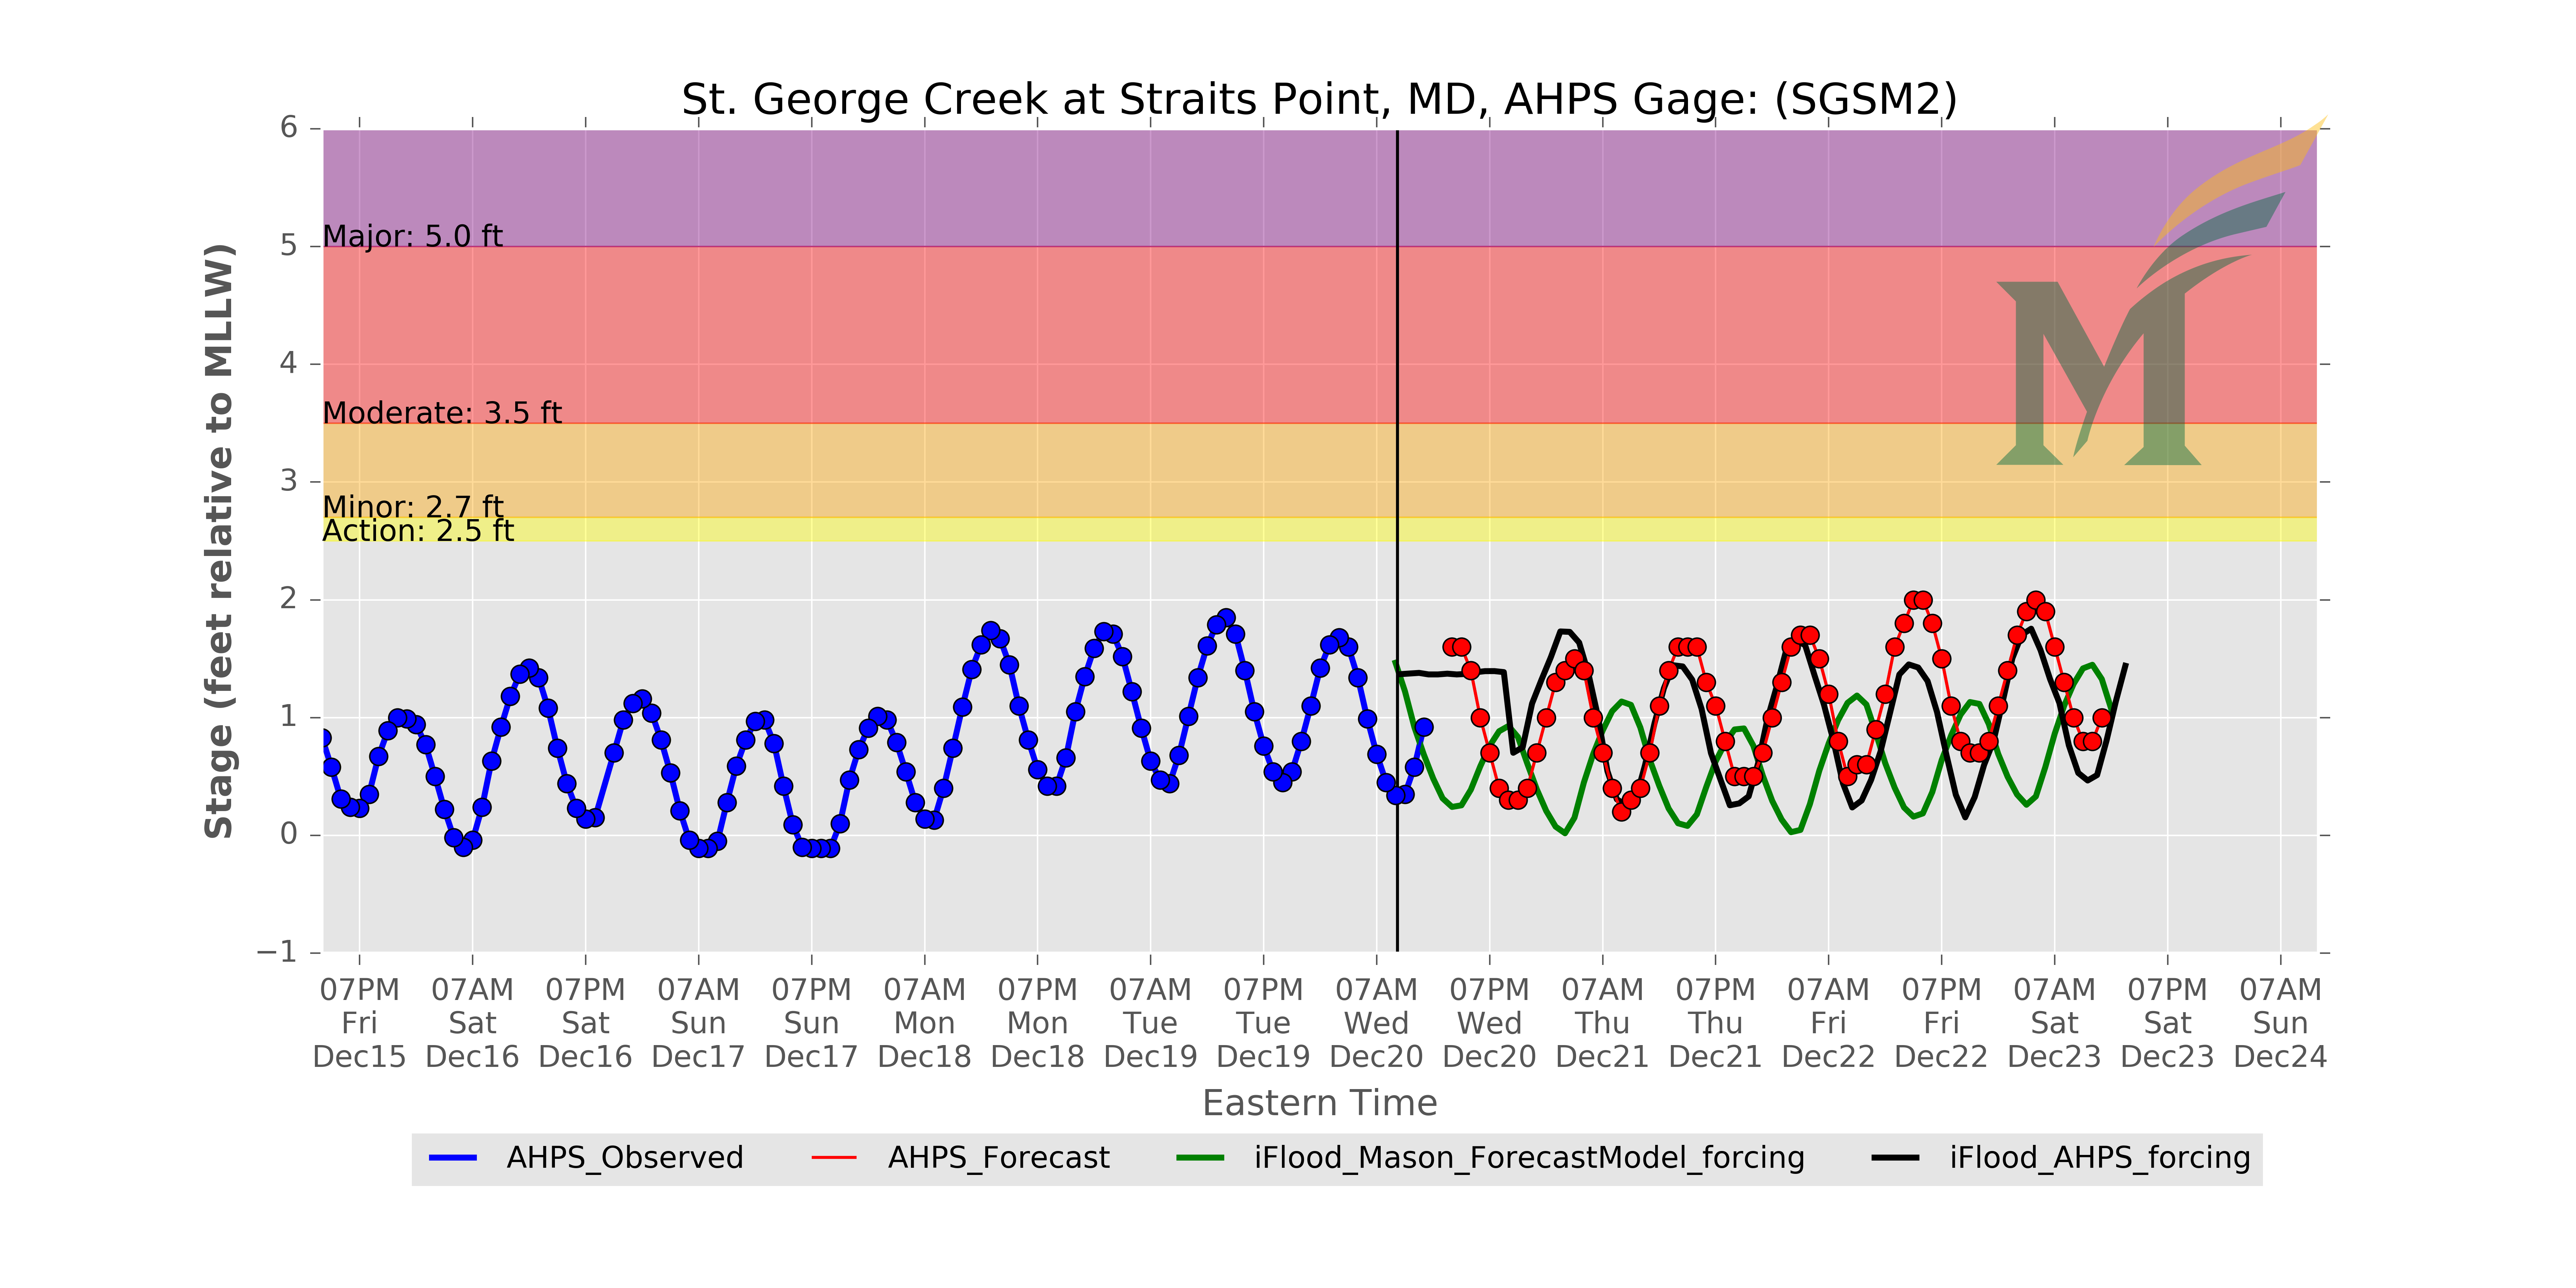 St. George Creek at Straits Point, MD, AHPS Gage: (SGSM2)
Stage (feet relative to MLLW)
6
5
4
3
2
1
0
−1
Major: 5.0 ft
Moderate: 3.5 ft
Minor: 2.7 ft
Action: 2.5 ft
M
07PM 07AM 07PM 07AM 07PM 07AM 07PM 07AM 07PM 07AM 07PM 07AM 07PM 07AM 07PM 07AM 07PM 07AM
Fri Sat Sat Sun Sun Mon Mon Tue Tue Wed Wed Thu Thu Fri Fri Sat Sat Sun
Dec15 Dec16 Dec16 Dec17 Dec17 Dec18 Dec18 Dec19 Dec19 Dec20 Dec20 Dec21 Dec21 Dec22 Dec22 Dec23 Dec23 Dec24
Eastern Time
AHPS_Observed AHPS_Forecast iFlood_Mason_ForecastModel_forcing iFlood_AHPS_forcing